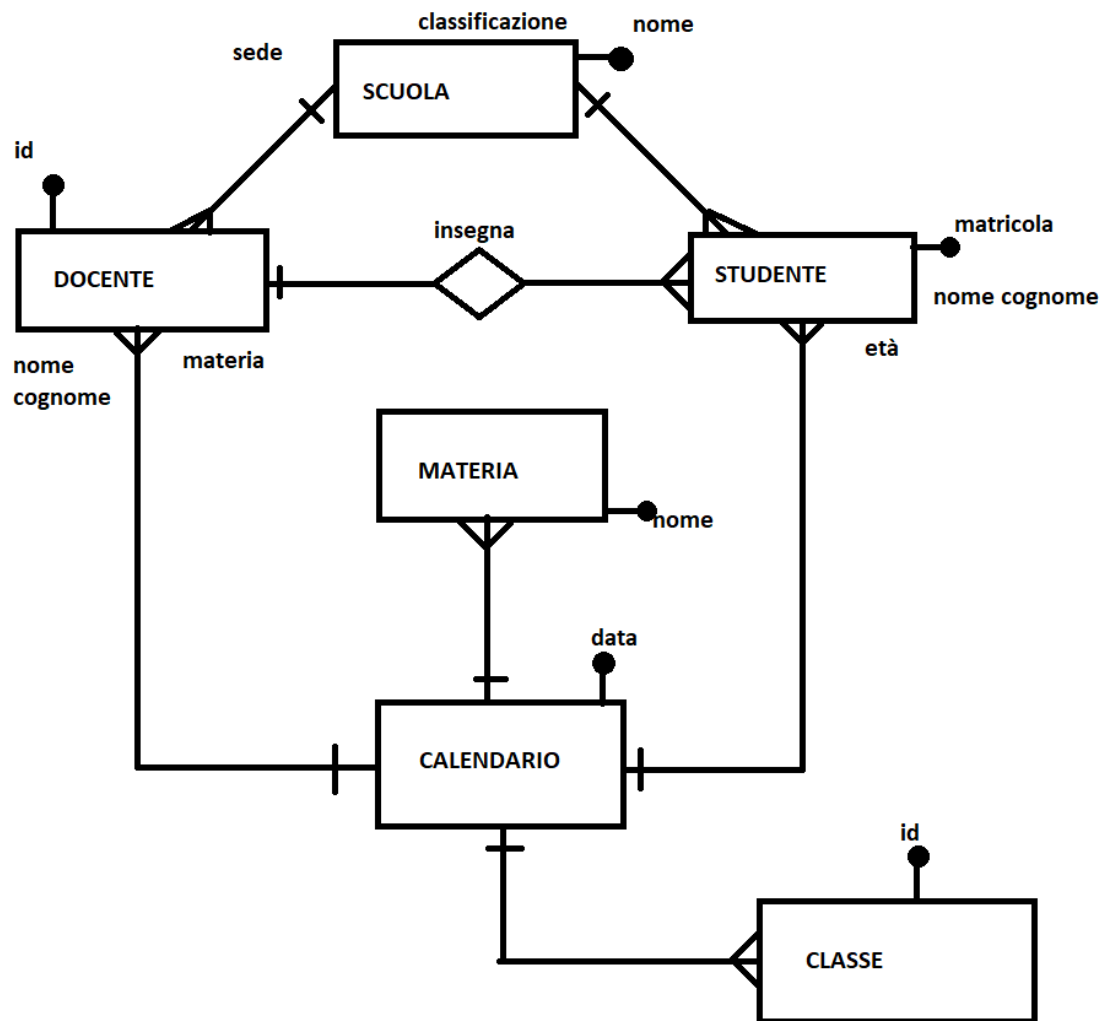 classificazione
nome
sede
SCUOLA
id
insegna
matricola
DOCENTE
STUDENTE
nome cognome
nome
cognome
materia
età
MATERIA
nome
data
CALENDARIO
id
CLASSE